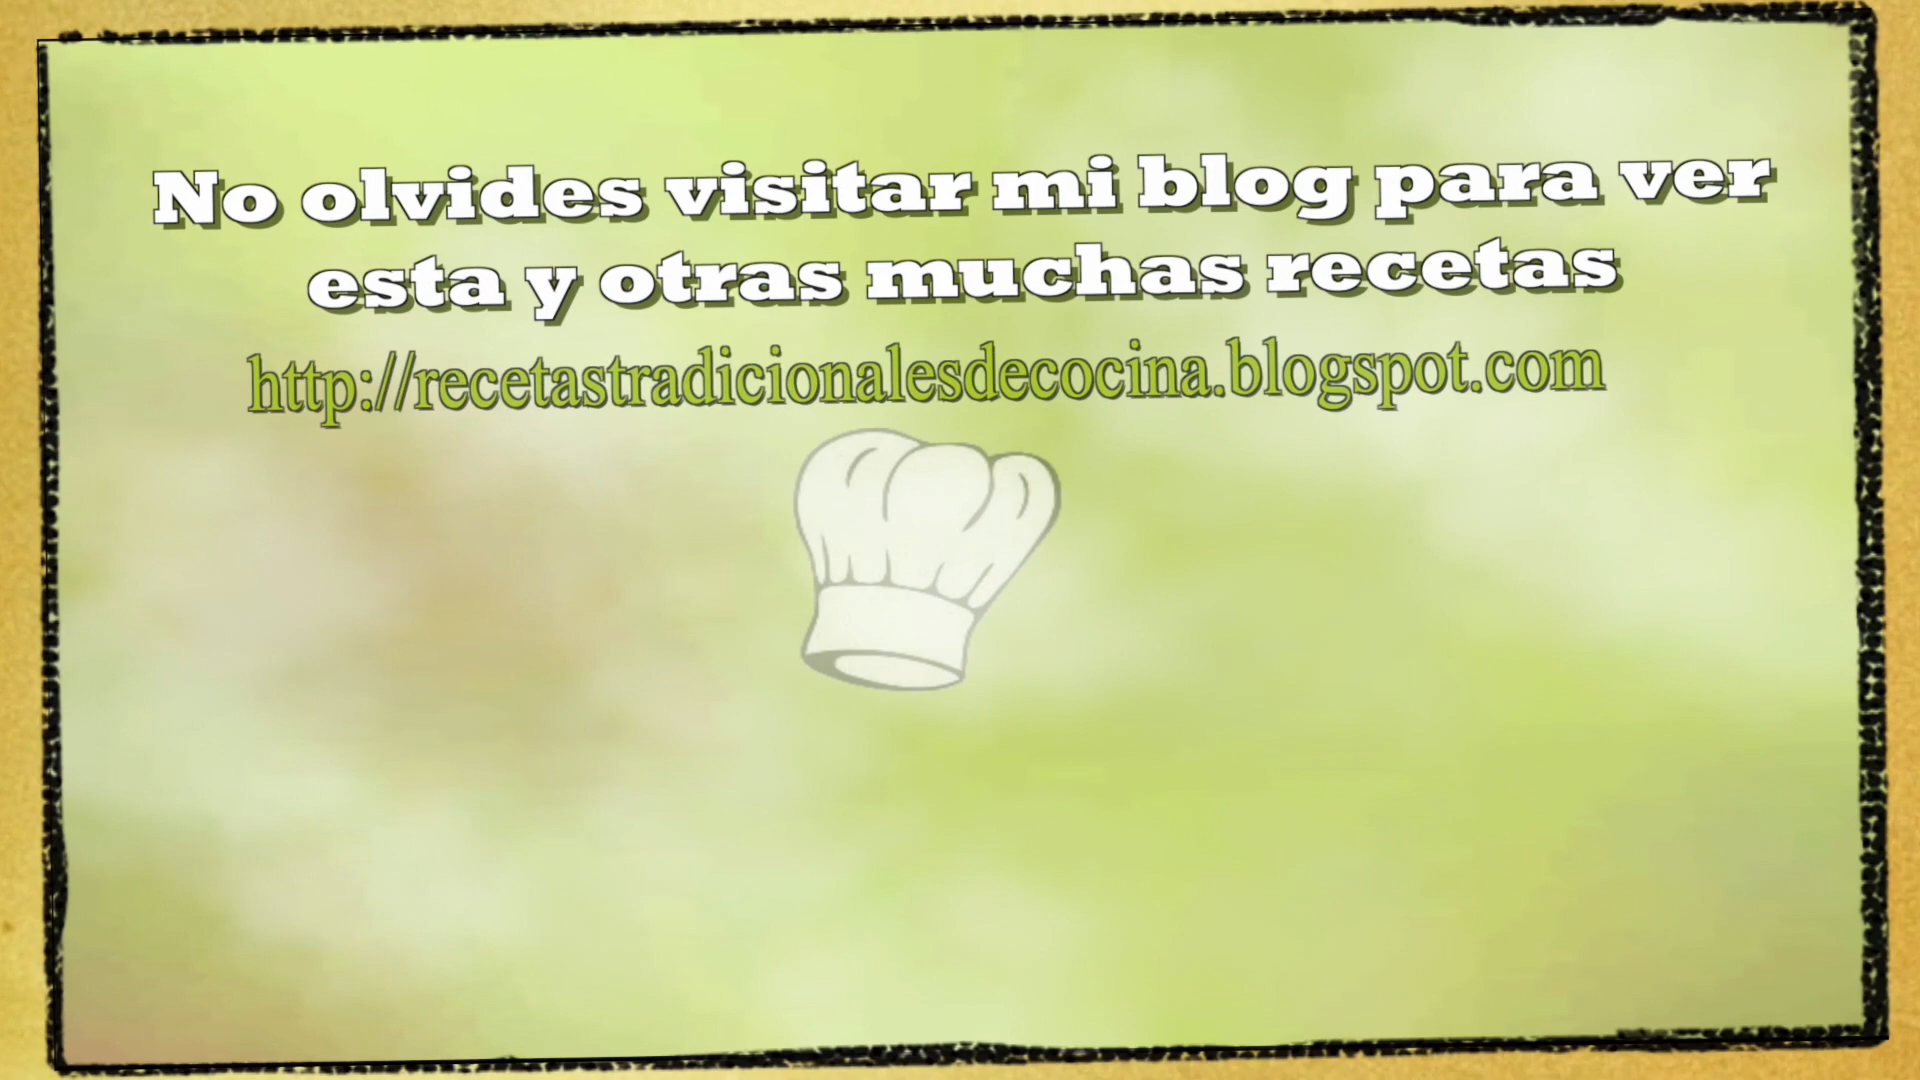 No olvides visitar mi blog para ver
esta y otras muchas recetas
http://recetastradicionalesdecocina.blogspot.com